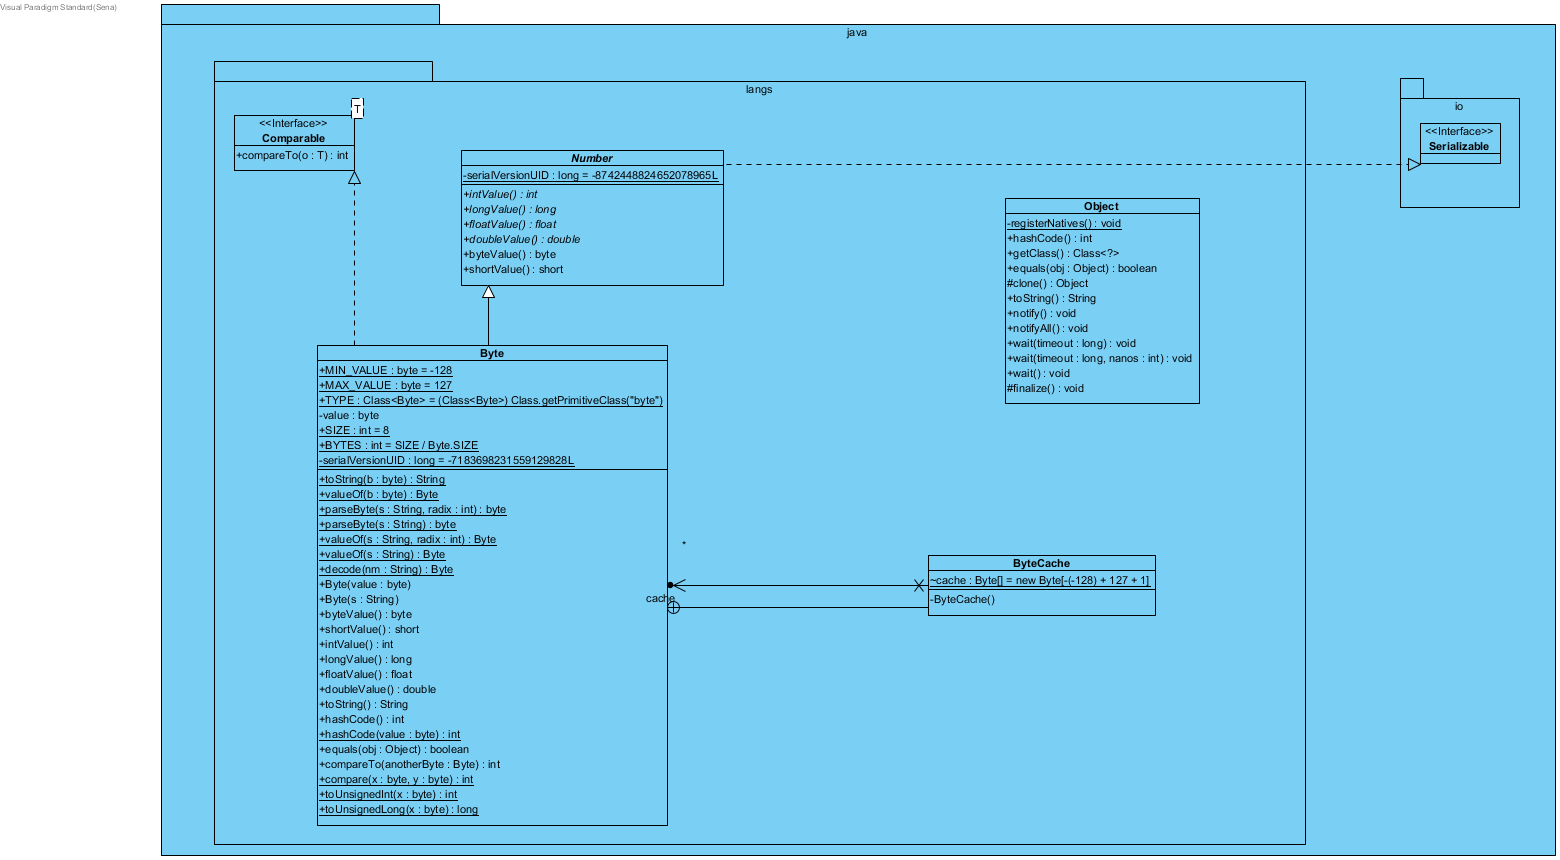 Visual Paradigm Standard(Sena)
java
langs
T
<<Interface>>
Comparable
+compareTo(o : T) : int
Number
-serialVersionUID : long = -8742448824652078965L
+intValue() : int
+longValue() : long
+floatValue() : float
+doubleValue() : double
+byteValue() : byte
+shortValue() : short
io
<<Interface>>
Serializable
Object
-registerNatives() : void
+hashCode() : int
+getClass() : Class<?>
+equals(obj : Object) : boolean
#clone() : Object
+toString() : String
+notify() : void
+notifyAll() : void
+wait(timeout : long) : void
+wait(timeout : long, nanos : int) : void
+wait() : void
#finalize() : void
Byte
+MIN_VALUE : byte = -128
+MAX_VALUE : byte = 127
+TYPE : Class<Byte> = (Class<Byte>) Class.getPrimitiveClass("byte")
-value : byte
+SIZE : int = 8
+BYTES : int = SIZE / Byte.SIZE
-serialVersionUID : long = -7183698231559129828L
+toString(b : byte) : String
+valueOf(b : byte) : Byte
+parseByte(s : String, radix : int) : byte
+parseByte(s : String) : byte
+valueOf(s : String, radix : int) : Byte
+valueOf(s : String) : Byte
+decode(nm : String) : Byte
+Byte(value : byte)
+Byte(s : String)
+byteValue() : byte
+shortValue() : short
+intValue() : int
+longValue() : long
+floatValue() : float
+doubleValue() : double
+toString() : String
+hashCode() : int
+hashCode(value : byte) : int
+equals(obj : Object) : boolean
+compareTo(anotherByte : Byte) : int
+compare(x : byte, y : byte) : int
+toUnsignedInt(x : byte) : int
+toUnsignedLong(x : byte) : long
*
cache
ByteCache
~cache : Byte[] = new Byte[-(-128) + 127 + 1]
-ByteCache()